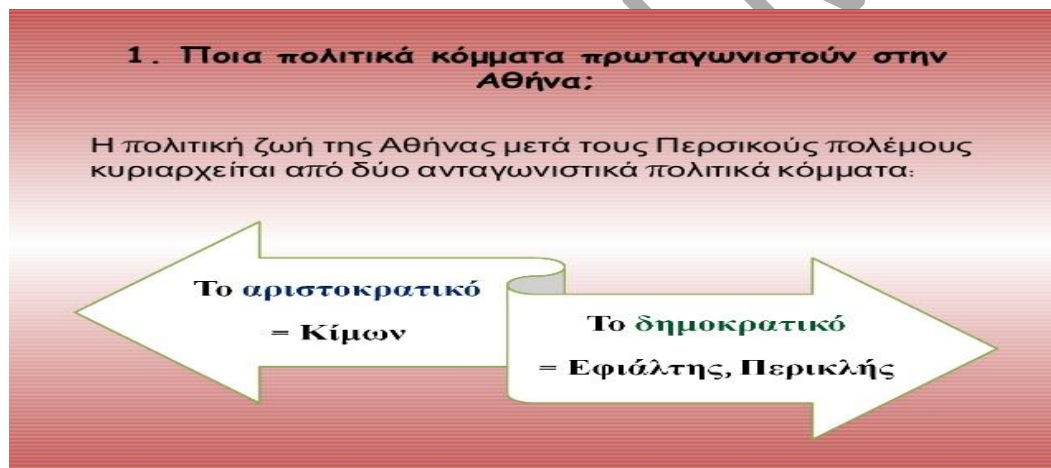 1. Ποια πολιτικά κόμματα πρωταγωνιστούν στην
Αθήνα;
Η πολιτική ζωή της Αθήνας μετά τους Περσικούς πολέμους
κυριαρχείται από δύο ανταγωνιστικά πολιτικά κόμματα:
Το αριστοκρατικό
= Κίμων
Το δημοκρατικό
= Εφιάλτης, Περικλής